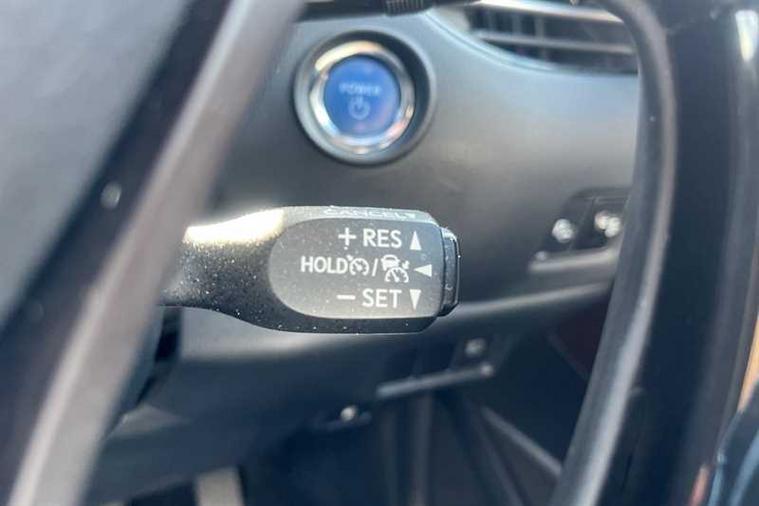 POWER
CANCEL
+ RES
HOLD /
− SET